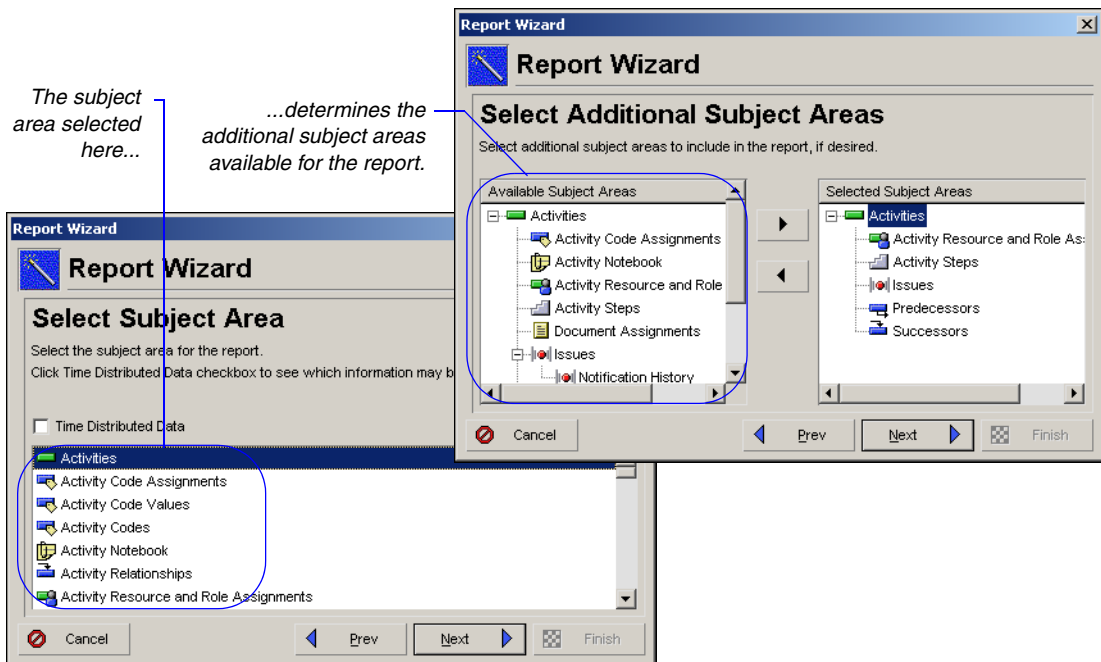 The subject
area selected
here...
...determines the
additional subject areas
available for the report.
Report Wizard
Report Wizard
Select Additional Subject Areas
Select additional subject areas to include in the report, if desired.
Available Subject Areas
Activities
Activity Code Assignments
Activity Notebook
Activity Resource and Role
Activity Steps
Document Assignments
Issues
Notification History
Selected Subject Areas
Activities
Activity Resource and Role As
Activity Steps
Issues
Predecessors
Successors
Cancel
Prev
Next
Finish
Report Wizard
Report Wizard
Select Subject Area
Select the subject area for the report.
Click Time Distributed Data checkbox to see which information may b
Time Distributed Data
Activities
Activity Code Assignments
Activity Code Values
Activity Codes
Activity Notebook
Activity Relationships
Activity Resource and Role Assignments
Cancel
Prev
Next
Finish